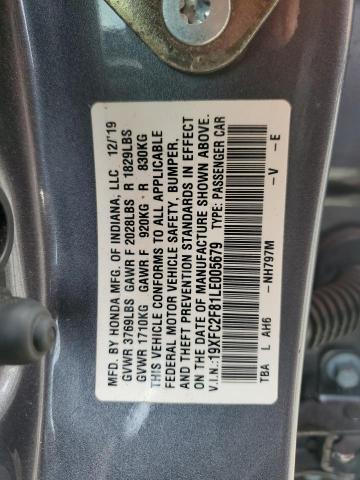 MFD. BY HONDA MFG. OF INDIANA, LLC 12/'19
GVWR 3769LBS GAWR F 2028LBS R 1829LBS
GVWR 1710KG GAWR F 920KG R 830KG
THIS VEHICLE CONFORMS TO ALL APPLICABLE
FEDERAL MOTOR VEHICLE SAFETY, BUMPER,
AND THEFT PREVENTION STANDARDS IN EFFECT
ON THE DATE OF MANUFACTURE SHOWN ABOVE.
V.I.N.:19XFC2F81LE005679 TYPE: PASSENGER CAR
TBA L AH6 -NH797M -V -E